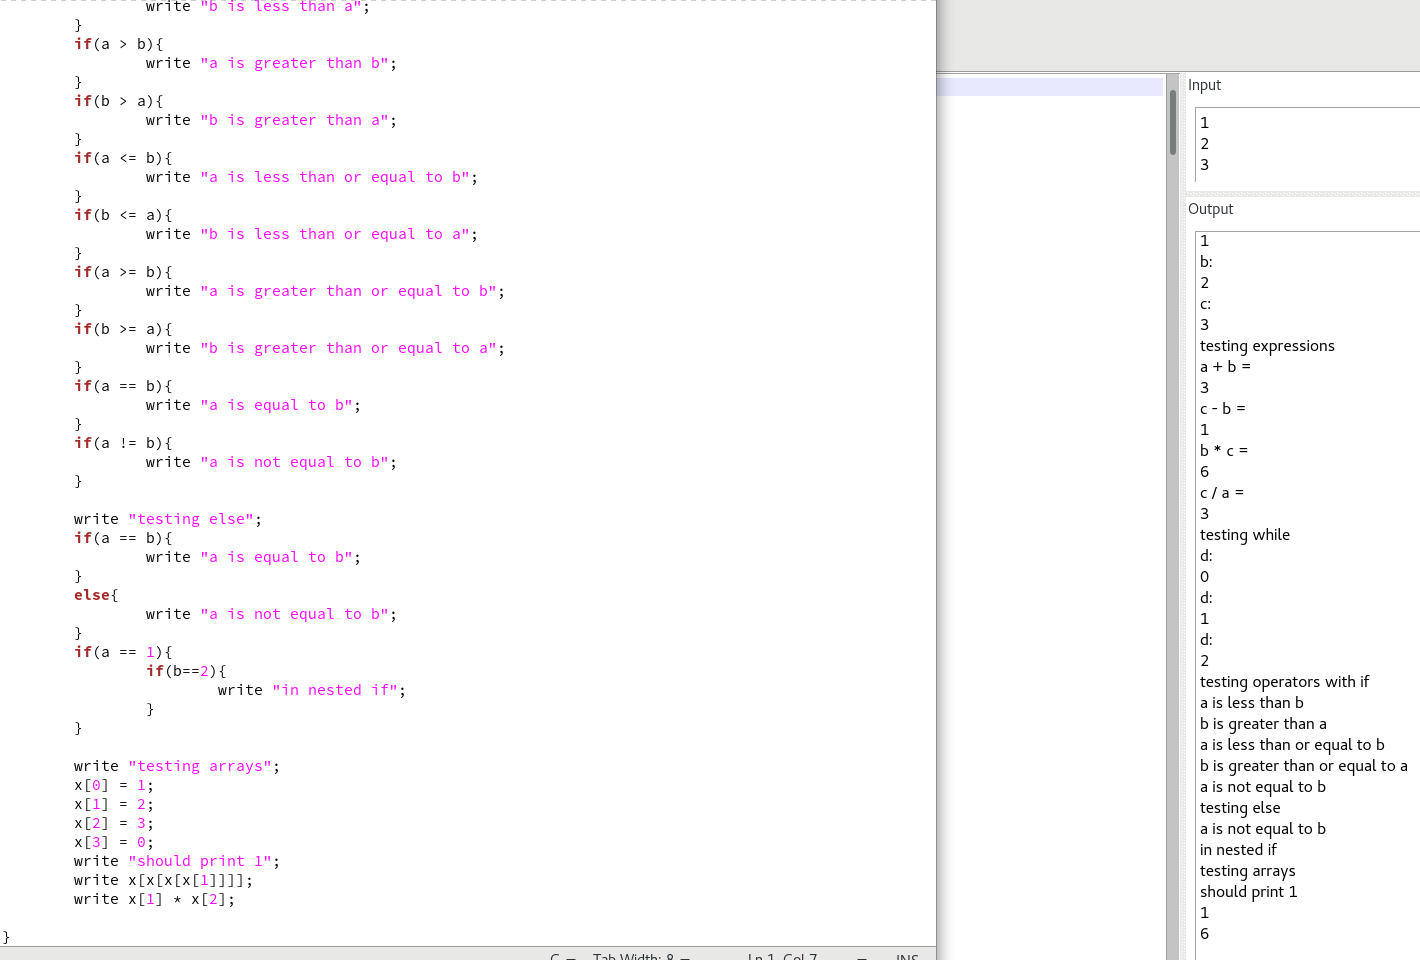 write "b is less than a";
}
if(a > b){
write "a is greater than b";
}
if(b > a){
write "b is greater than a";
}
if(a <= b){
write "a is less than or equal to b";
}
if(b <= a){
write "b is less than or equal to a";
}
if(a >= b){
write "a is greater than or equal to b";
}
if(b >= a){
write "b is greater than or equal to a";
}
if(a == b){
write "a is equal to b";
}
if(a != b){
write "a is not equal to b";
}
write "testing else";
if(a == b){
write "a is equal to b";
}
else{
write "a is not equal to b";
}
if(a == 1){
if(b==2){
write "in nested if";
}
}
write "testing arrays";
x[0] = 1;
x[1] = 2;
x[2] = 3;
x[3] = 0;
write "should print 1";
write x[x[x[x[1]]]];
write x[1] * x[2];
}
C Tab Width: 8 Ln 1, Col 7 INS
Input
1
2
3
Output
1
b:
2
c:
3
testing expressions
a + b =
3
c - b =
1
b * c =
6
c / a =
3
testing while
d:
0
d:
1
d:
2
testing operators with if
a is less than b
b is greater than a
a is less than or equal to b
b is greater than or equal to a
a is not equal to b
testing else
a is not equal to b
in nested if
testing arrays
should print 1
1
6